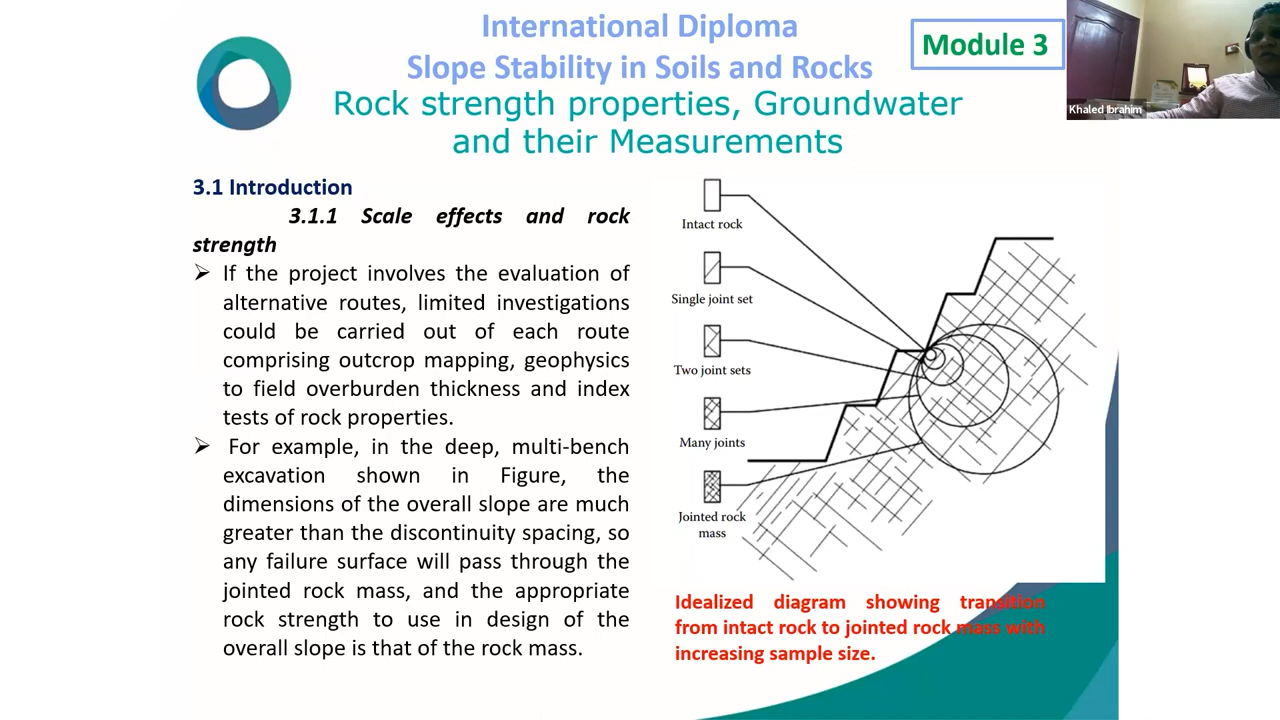 International Diploma
Slope Stability in Soils and Rocks
Module 3
Khaled Ibrahim
Rock strength properties, Groundwater
and their Measurements
3.1 Introduction
3.1.1 Scale effects and rock
strength
➢ If the project involves the evaluation of
alternative routes, limited investigations
could be carried out of each route
comprising outcrop mapping, geophysics
to field overburden thickness and index
tests of rock properties.
➢ For example, in the deep, multi-bench
excavation shown in Figure, the
dimensions of the overall slope are much
greater than the discontinuity spacing, so
any failure surface will pass through the
jointed rock mass, and the appropriate
rock strength to use in design of the
overall slope is that of the rock mass.
Intact rock
Single joint set
Two joint sets
Many joints
Jointed rock
mass
Idealized diagram showing transition
from intact rock to jointed rock mass with
increasing sample size.